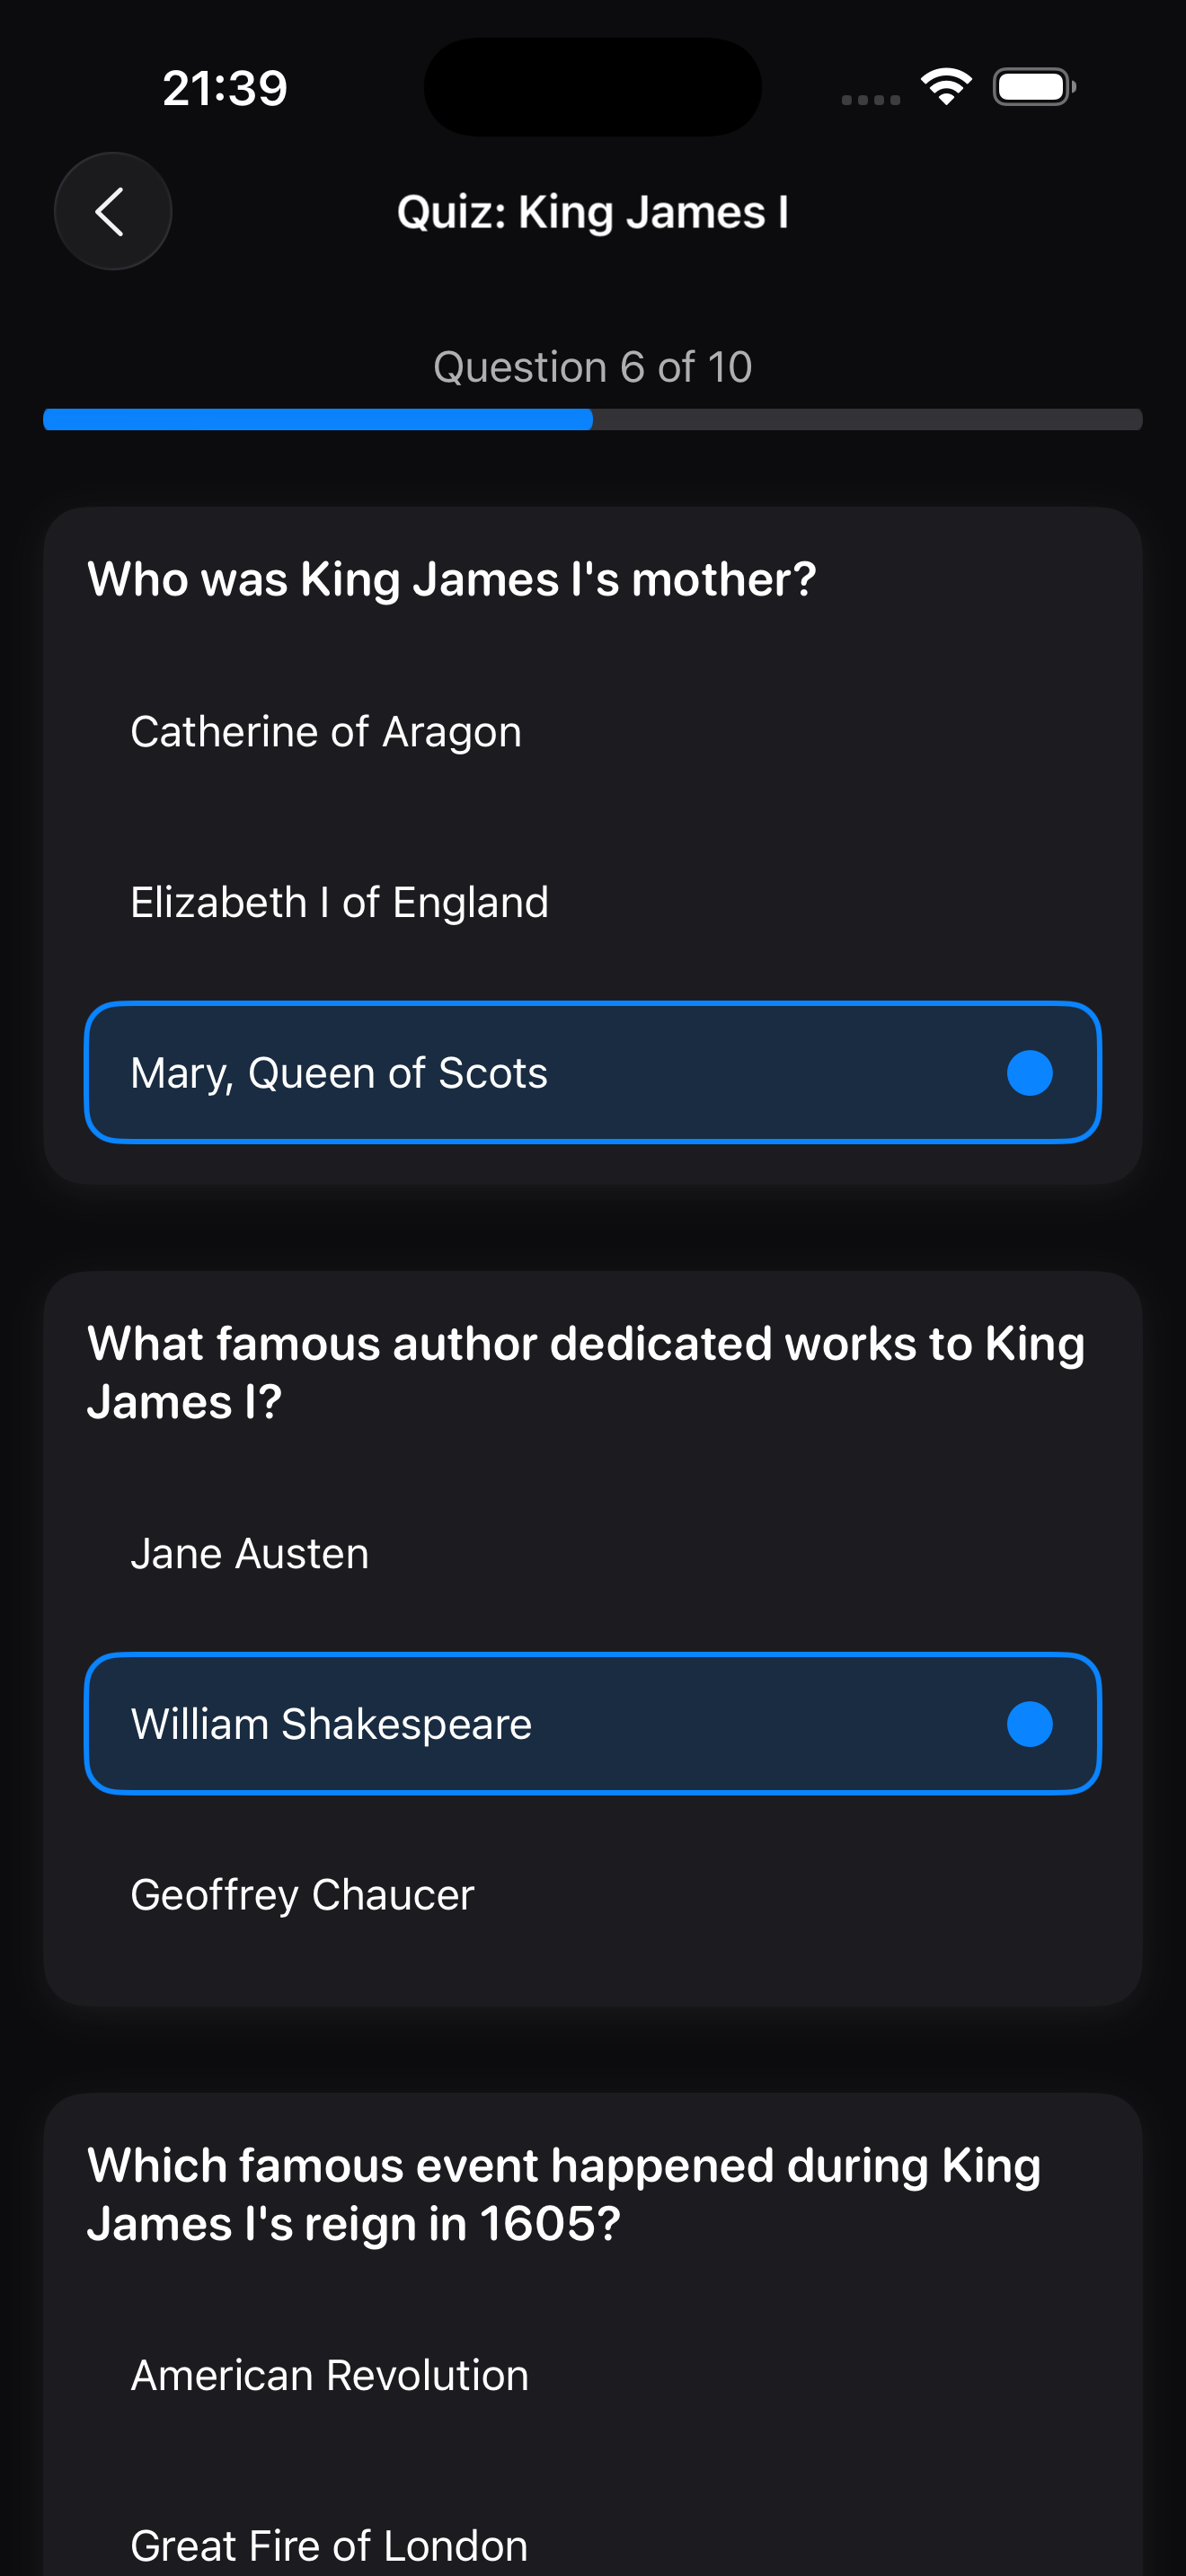 21:39
Quiz: King James I
Question 6 of 10
Who was King James I's mother?
Catherine of Aragon
Elizabeth I of England
Mary, Queen of Scots
What famous author dedicated works to King
James I?
Jane Austen
William Shakespeare
Geoffrey Chaucer
Which famous event happened during King
James I's reign in 1605?
American Revolution
Great Fire of London